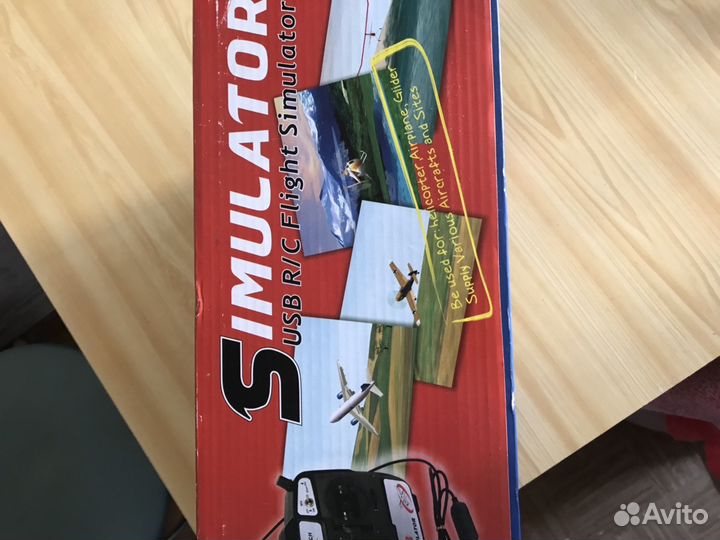 SIMULATOR
USB R/C Flight Simulator
Be used for: helicopter Airplane, Glider
Supply Various Aircrafts and Sites
Avito